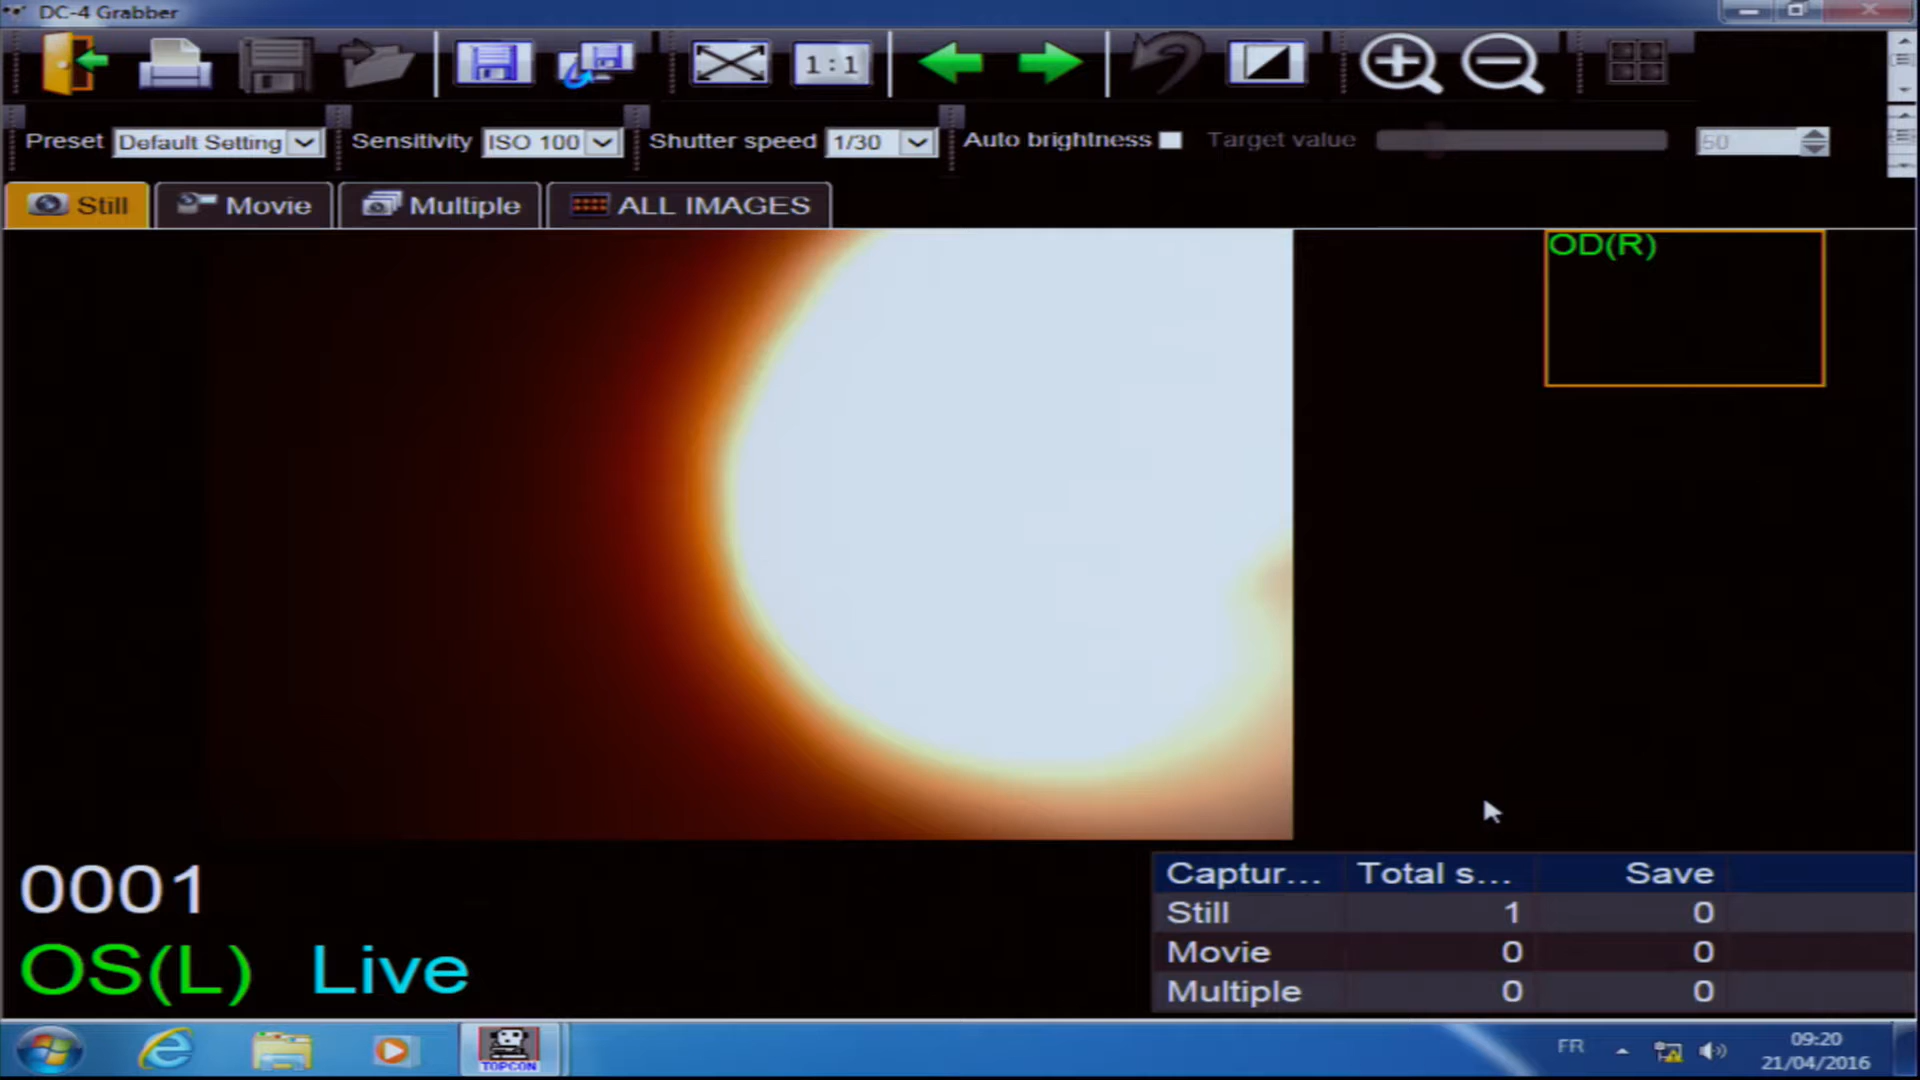 DC-4 Grabber
1:1
Preset Default Setting Sensitivity ISO 100 Shutter speed 1/30 Auto brightness Target value 50
Still Movie Multiple ALL IMAGES
OD(R)
0001
OS(L) Live
Captur... Total s... Save
Still 1 0
Movie 0 0
Multiple 0 0
TOPCON
FR
09:20
21/04/2016